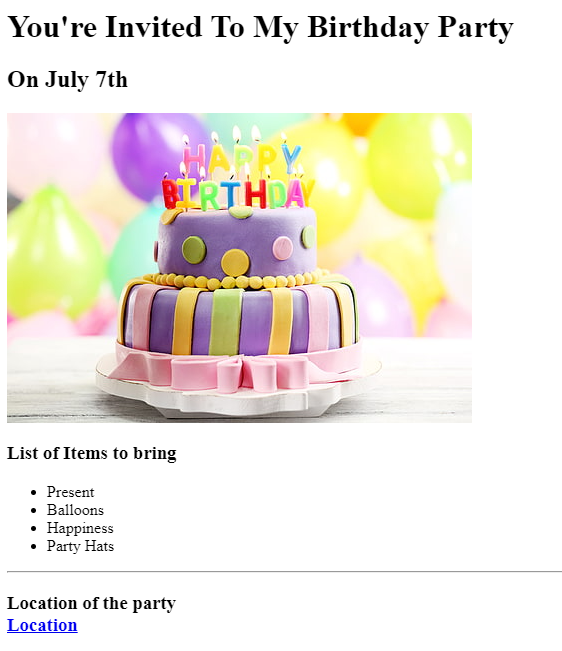 You're Invited To My Birthday Party
On July 7th
HAPPY
BIRTHDAY
List of Items to bring
Present
Balloons
Happiness
Party Hats
Location of the party
Location